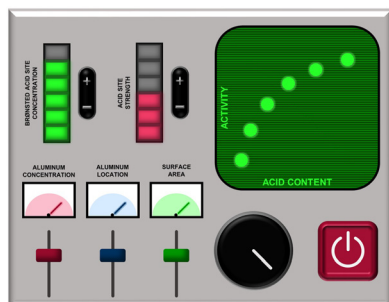 BRØNSTED ACID SITE
CONCENTRATION
+
−
ACID SITE
STRENGTH
+
−
ACTIVITY
ACID CONTENT
ALUMINUM
CONCENTRATION
ALUMINUM
LOCATION
SURFACE
AREA